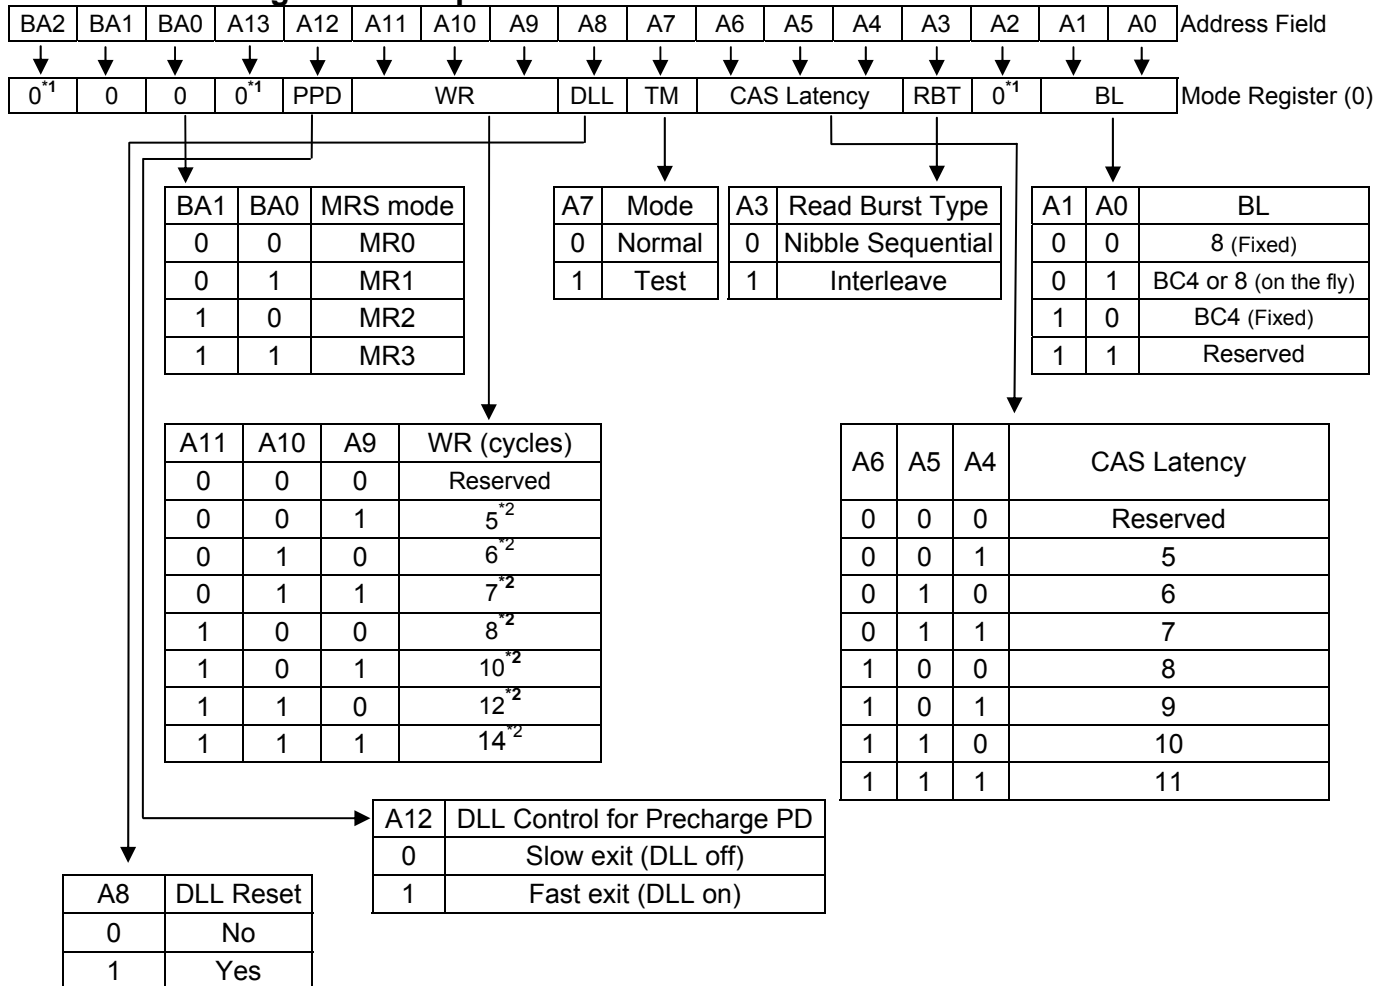 BA2 BA1 BA0 A13 A12 A11 A10 A9 A8 A7 A6 A5 A4 A3 A2 A1 A0 Address Field
0*1 0 0 0*1 PPD WR DLL TM CAS Latency RBT 0*1 BL Mode Register (0)
BA1 BA0 MRS mode
0 0 MR0
0 1 MR1
1 0 MR2
1 1 MR3
A7 Mode
0 Normal
1 Test
A3 Read Burst Type
0 Nibble Sequential
1 Interleave
A1 A0 BL
0 0 8 (Fixed)
0 1 BC4 or 8 (on the fly)
1 0 BC4 (Fixed)
1 1 Reserved
A11 A10 A9 WR (cycles)
0 0 0 Reserved
0 0 1 5*2
0 1 0 6*2
0 1 1 7*2
1 0 0 8*2
1 0 1 10*2
1 1 0 12*2
1 1 1 14*2
A6 A5 A4 CAS Latency
0 0 0 Reserved
0 0 1 5
0 1 0 6
0 1 1 7
1 0 0 8
1 0 1 9
1 1 0 10
1 1 1 11
A12 DLL Control for Precharge PD
0 Slow exit (DLL off)
1 Fast exit (DLL on)
A8 DLL Reset
0 No
1 Yes